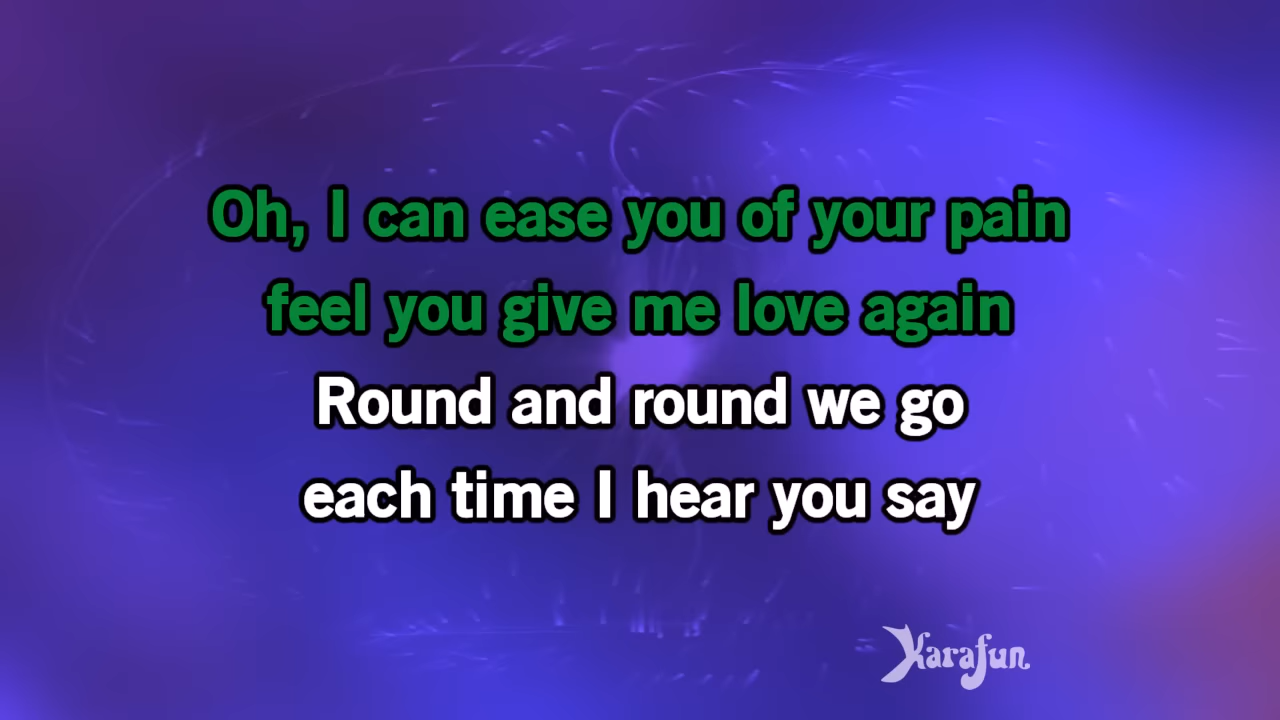 Oh, I can ease you of your pain
feel you give me love again
Round and round we go
each time I hear you say
Karafun